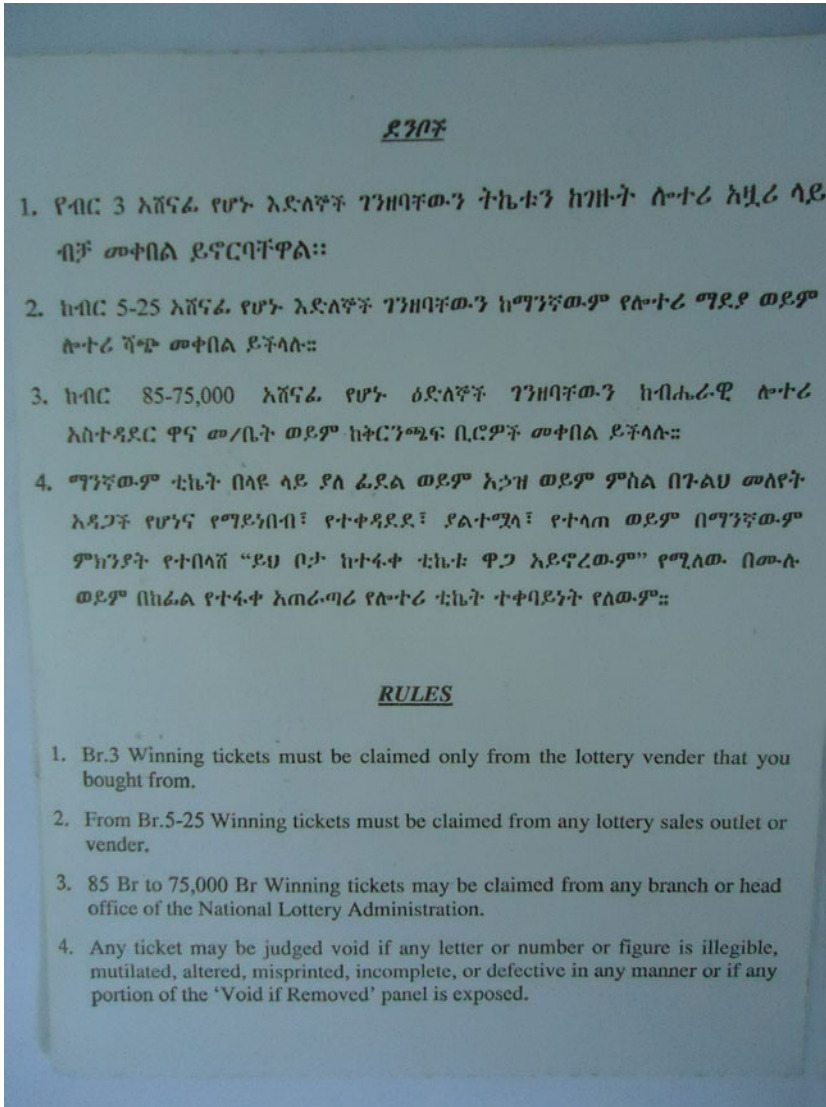 ደንቦች
1. የብር 3 አሸናፊ የሆኑ እድለኞች ገንዘባቸውን ትኬቱን ከገዙት ሎተሪ አዟሪ ላይ
ብቻ መቀበል ይኖርባቸዋል፡፡
2. ከብር 5-25 አሸናፊ የሆኑ እድለኞች ገንዘባቸውን ከማንኛውም የሎተሪ ማደያ ወይም
ሎተሪ ሻጭ መቀበል ይችላሉ፡፡
3. ከብር 85-75,000 አሸናፊ የሆኑ ዕድለኞች ገንዘባቸውን ከብሔራዊ ሎተሪ
አስተዳደር ዋና መ/ቤት ወይም ከቅርንጫፍ ቢሮዎች መቀበል ይችላሉ፡፡
4. ማንኛውም ቲኬት በላዩ ላይ ያለ ፊደል ወይም አኃዝ ወይም ምስል በጉልህ መለየት
አዳጋች የሆነና የማይነበብ፣ የተቀዳደደ፣ ያልተሟላ፣ የተላጠ ወይም በማንኛውም
ምክንያት የተበላሸ “ይህ ቦታ ከተፋቀ ቲኬቱ ዋጋ አይኖረውም” የሚለው በሙሉ
ወይም በከፊል የተፋቀ አጠራጣሪ የሎተሪ ቲኬት ተቀባይነት የለውም፡፡
RULES
1. Br.3 Winning tickets must be claimed only from the lottery vender that you
bought from.
2. From Br.5-25 Winning tickets must be claimed from any lottery sales outlet or
vender.
3. 85 Br to 75,000 Br Winning tickets may be claimed from any branch or head
office of the National Lottery Administration.
4. Any ticket may be judged void if any letter or number or figure is illegible,
mutilated, altered, misprinted, incomplete, or defective in any manner or if any
portion of the ‘Void if Removed’ panel is exposed.